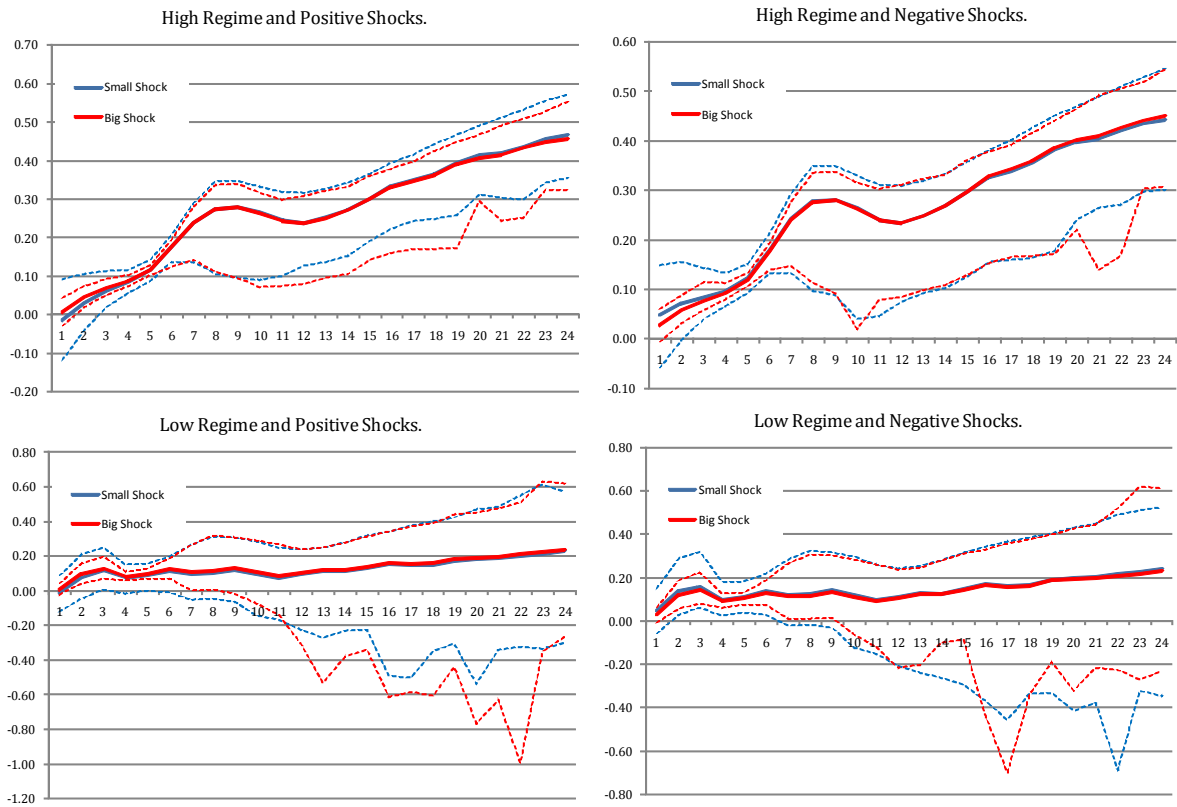 High Regime and Positive Shocks.
0.70
0.60
0.50
0.40
0.30
0.20
0.10
0.00
-0.10
-0.20
Small Shock
Big Shock
1 2 3 4 5 6 7 8 9 10 11 12 13 14 15 16 17 18 19 20 21 22 23 24
High Regime and Negative Shocks.
0.60
0.50
0.40
0.30
0.20
0.10
0.00
-0.10
Small Shock
Big Shock
1 2 3 4 5 6 7 8 9 10 11 12 13 14 15 16 17 18 19 20 21 22 23 24
Low Regime and Positive Shocks.
0.80
0.60
0.40
0.20
0.00
-0.20
-0.40
-0.60
-0.80
-1.00
-1.20
Small Shock
Big Shock
1 2 3 4 5 6 7 8 9 10 11 12 13 14 15 16 17 18 19 20 21 22 23 24
Low Regime and Negative Shocks.
0.80
0.60
0.40
0.20
0.00
-0.20
-0.40
-0.60
-0.80
Small Shock
Big Shock
1 2 3 4 5 6 7 8 9 10 11 12 13 14 15 16 17 18 19 20 21 22 23 24